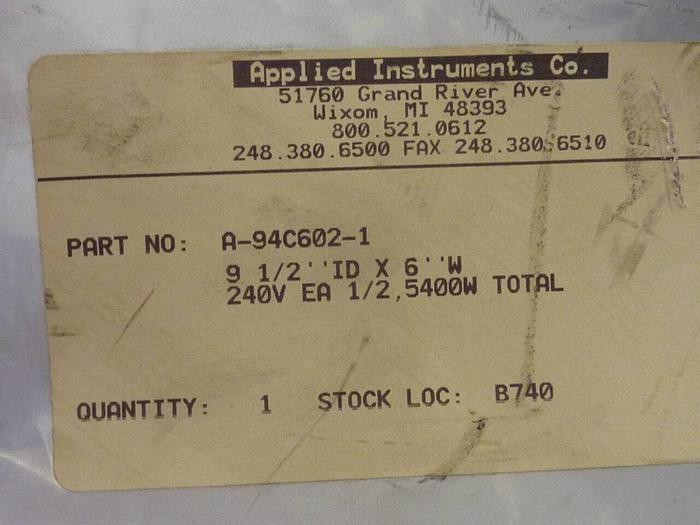 Applied Instruments Co.
51760 Grand River Ave.
Wixom, MI 48393
800.521.0612
248.380.6500 FAX 248.380.6510
PART NO: A-94C602-1
9 1/2''ID X 6''W
240V EA 1/2,5400W TOTAL
QUANTITY: 1 STOCK LOC: B740